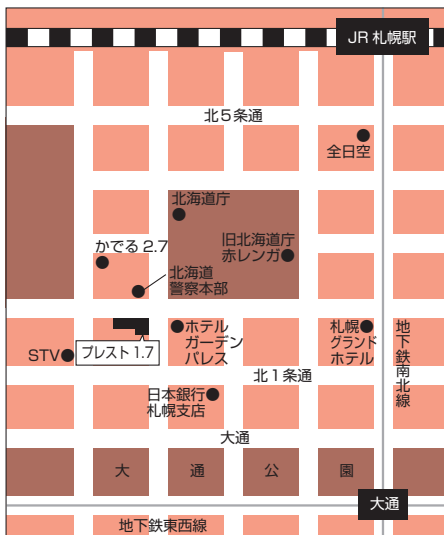 JR 札幌駅
北5条通
全日空
北海道庁
旧北海道庁
赤レンガ
かでる 2.7
北海道
警察本部
ホテル
ガーデン
パレス
札幌
グランド
ホテル
地下鉄南北線
STV
プレスト 1.7
北1条通
日本銀行
札幌支店
大通
大通公園
大通
地下鉄東西線